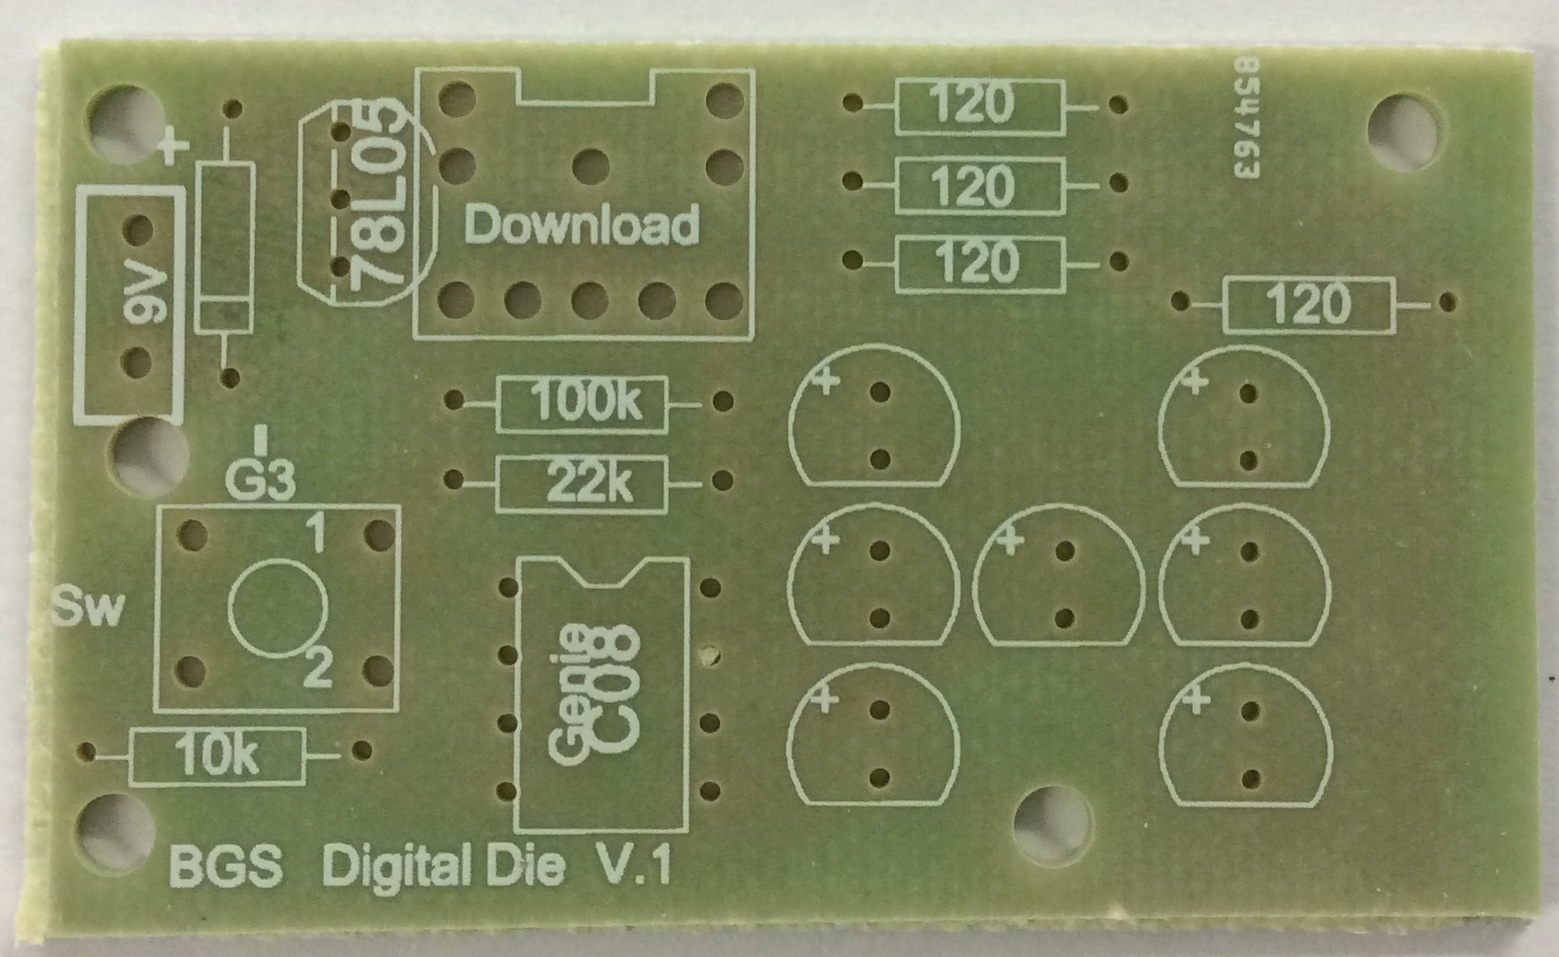 +
9V
78L05
Download
120
120
120
120
854763
100k
22k
G3
1
2
Sw
10k
Genie
C08
+
+
+
+
+
+
+
BGS Digital Die V.1